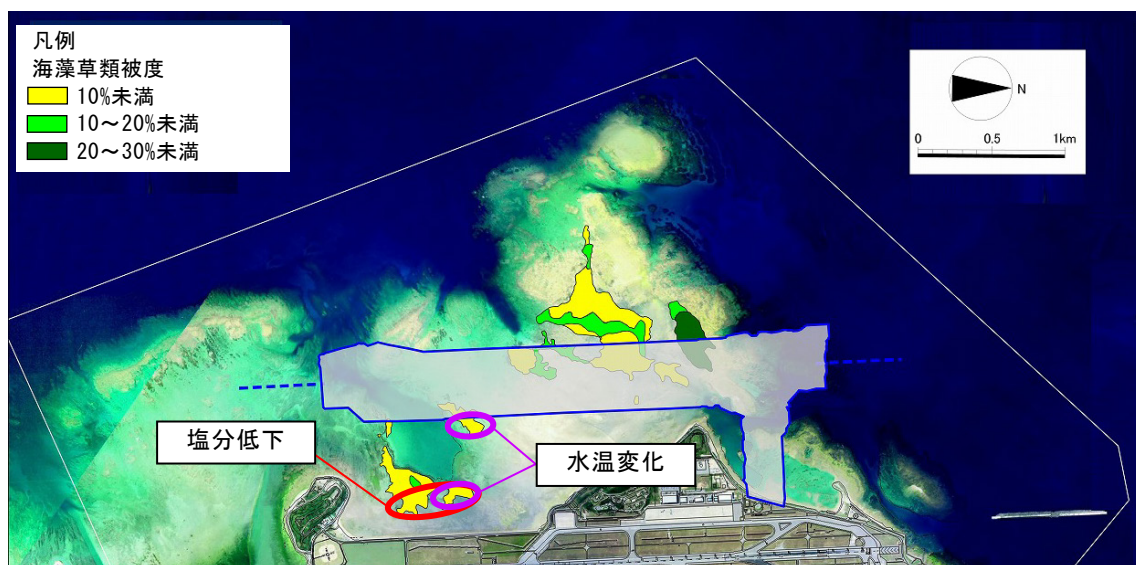 凡例
海藻草類被度
10%未満
10～20%未満
20～30%未満
N
0 0.5 1km
塩分低下
水温変化